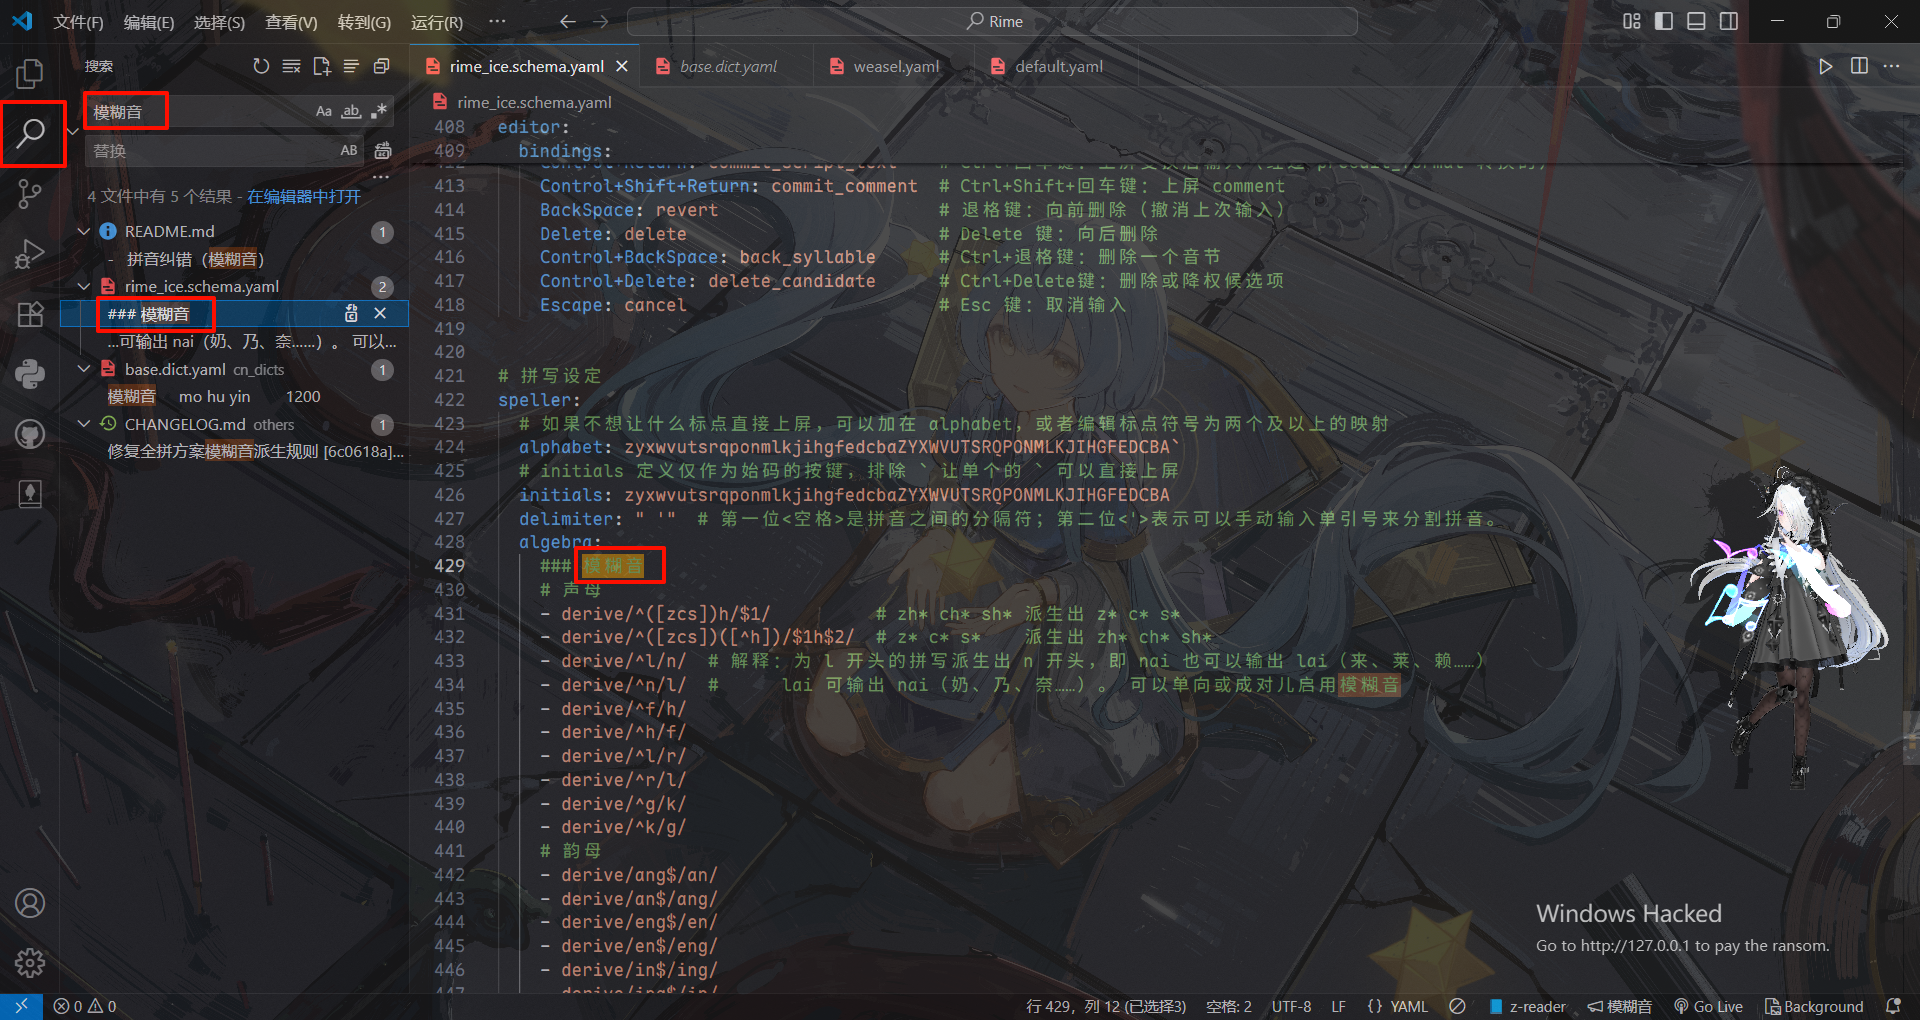 文件(F) 编辑(E) 选择(S) 查看(V) 转到(G) 运行(R) ··· Rime
搜索
模糊音 Aa ab
替换 AB
4 文件中有 5 个结果 - 在编辑器中打开
README.md 1
- 拼音纠错（模糊音）
rime_ice.schema.yaml 2
### 模糊音
...可输出 nai（奶、乃、奈……）。 可以...
base.dict.yaml cn_dicts 1
模糊音 mo hu yin 1200
CHANGELOG.md others 1
修复全拼方案模糊音派生规则 [6c0618a]...
rime_ice.schema.yaml base.dict.yaml weasel.yaml default.yaml
rime_ice.schema.yaml
408 editor:
409 bindings:
413 Control+Shift+Return: commit_comment # Ctrl+Shift+回车键：上屏 comment
414 BackSpace: revert # 退格键：向前删除（撤消上次输入）
415 Delete: delete # Delete 键：向后删除
416 Control+BackSpace: back_syllable # Ctrl+退格键：删除一个音节
417 Control+Delete: delete_candidate # Ctrl+Delete键：删除或降权候选项
418 Escape: cancel # Esc 键：取消输入
419
420
421 # 拼写设定
422 speller:
423 # 如果不想让什么标点直接上屏，可以加在 alphabet，或者编辑标点符号为两个及以上的映射
424 alphabet: zyxwvutsrqponmlkjihgfedcbaZYXWVUTSRQPONMLKJIHGFEDCBA`
425 # initials 定义仅作为始码的按键，排除 ` 让单个的 ` 可以直接上屏
426 initials: zyxwvutsrqponmlkjihgfedcbaZYXWVUTSRQPONMLKJIHGFEDCBA
427 delimiter: " '" # 第一位<空格>是拼音之间的分隔符；第二位<'>表示可以手动输入单引号来分割拼音。
428 algebra:
429 ### 模糊音
430 # 声母
431 - derive/^([zcs])h/$1/ # zh* ch* sh* 派生出 z* c* s*
432 - derive/^([zcs])([^h])/$1h$2/ # z* c* s* 派生出 zh* ch* sh*
433 - derive/^l/n/ # 解释：为 l 开头的拼写派生出 n 开头，即 nai 也可以输出 lai（来、莱、赖……）
434 - derive/^n/l/ # lai 可输出 nai（奶、乃、奈……）。 可以单向或成对儿启用模糊音
435 - derive/^f/h/
436 - derive/^h/f/
437 - derive/^l/r/
438 - derive/^r/l/
439 - derive/^g/k/
440 - derive/^k/g/
441 # 韵母
442 - derive/ang$/an/
443 - derive/an$/ang/
444 - derive/eng$/en/
445 - derive/en$/eng/
446 - derive/in$/ing/
Windows Hacked
Go to http://127.0.0.1 to pay the ransom.
0 0 行 429，列 12 (已选择3) 空格: 2 UTF-8 LF {} YAML z-reader 模糊音 Go Live Background